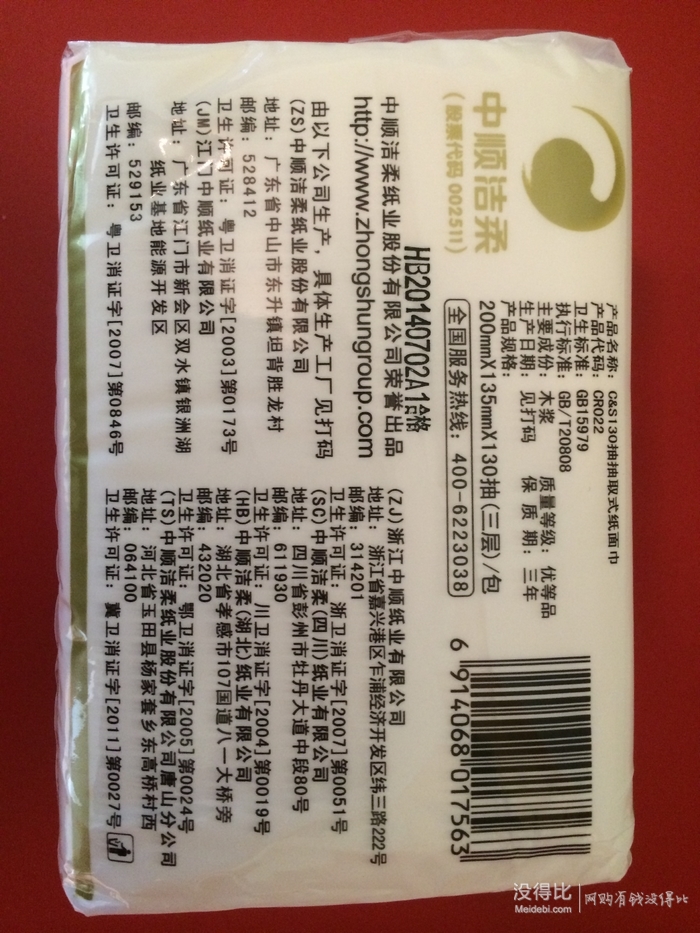 中顺洁柔
(股票代码 002511)
产品名称：C&S130抽抽取式纸面巾
产品代码：CR022
卫生标准：GB15979
执行标准：GB/T20808
主要成份：木浆 质量等级：优等品
生产日期：见打码 保质期：三年
产品规格：
200mmX135mmX130抽(三层)/包
全国服务热线：400-6223038
6 914068 017563
HB20140702A1合格
中顺洁柔纸业股份有限公司荣誉出品
http://www.zhongshungroup.com
由以下公司生产，具体生产工厂见打码
(ZS)中顺洁柔纸业股份有限公司
地址：广东省中山市东升镇坦背胜龙村
邮编：528412
卫生许可证：粤卫消证字[2003]第0173号
(JM)江门中顺纸业有限公司
地址：广东省江门市新会区双水镇银洲湖
纸业基地能源开发区
邮编：529153
卫生许可证：粤卫消证字[2007]第0846号
(ZJ)浙江中顺纸业有限公司
地址：浙江省嘉兴港区乍浦经济开发区纬三路222号
邮编：314201
卫生许可证：浙卫消证字[2007]第0051号
(SC)中顺洁柔(四川)纸业有限公司
地址：四川省彭州市牡丹大道中段80号
邮编：611930
卫生许可证：川卫消证字[2004]第0019号
(HB)中顺洁柔(湖北)纸业有限公司
地址：湖北省孝感市107国道八一大桥旁
邮编：432020
卫生许可证：鄂卫消证字[2005]第0024号
(TS)中顺洁柔纸业股份有限公司唐山分公司
地址：河北省玉田县杨家套乡东高桥村西
邮编：064100
卫生许可证：冀卫消证字[2011]第0027号
没得比
Meidebi.com
网购有钱没得比